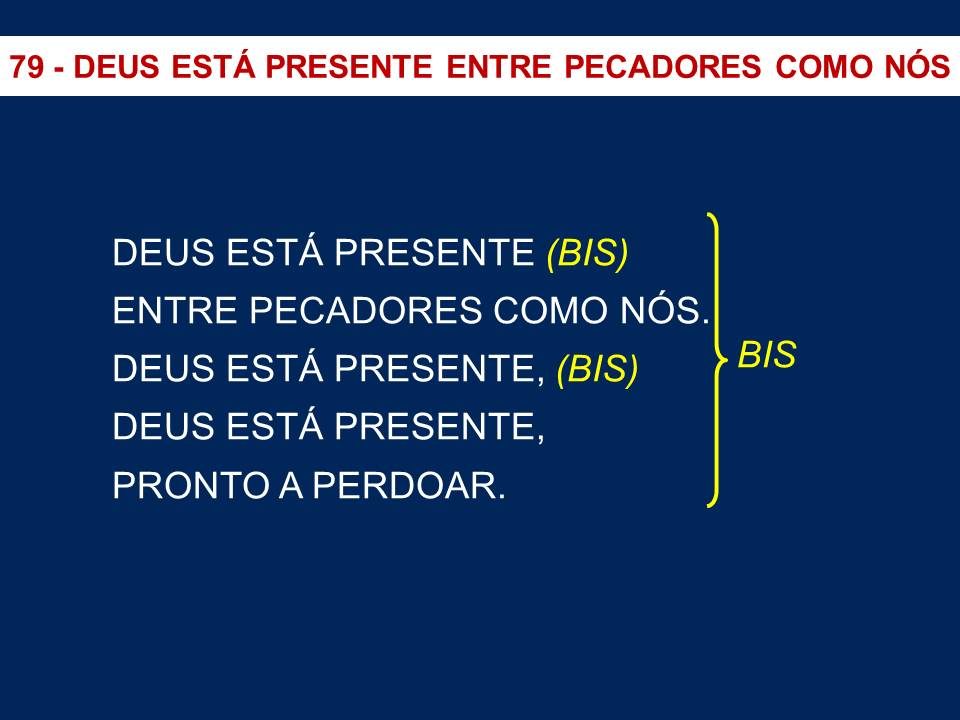 79 - DEUS ESTÁ PRESENTE ENTRE PECADORES COMO NÓS
DEUS ESTÁ PRESENTE (BIS)
ENTRE PECADORES COMO NÓS.
DEUS ESTÁ PRESENTE, (BIS)
DEUS ESTÁ PRESENTE,
PRONTO A PERDOAR.
BIS